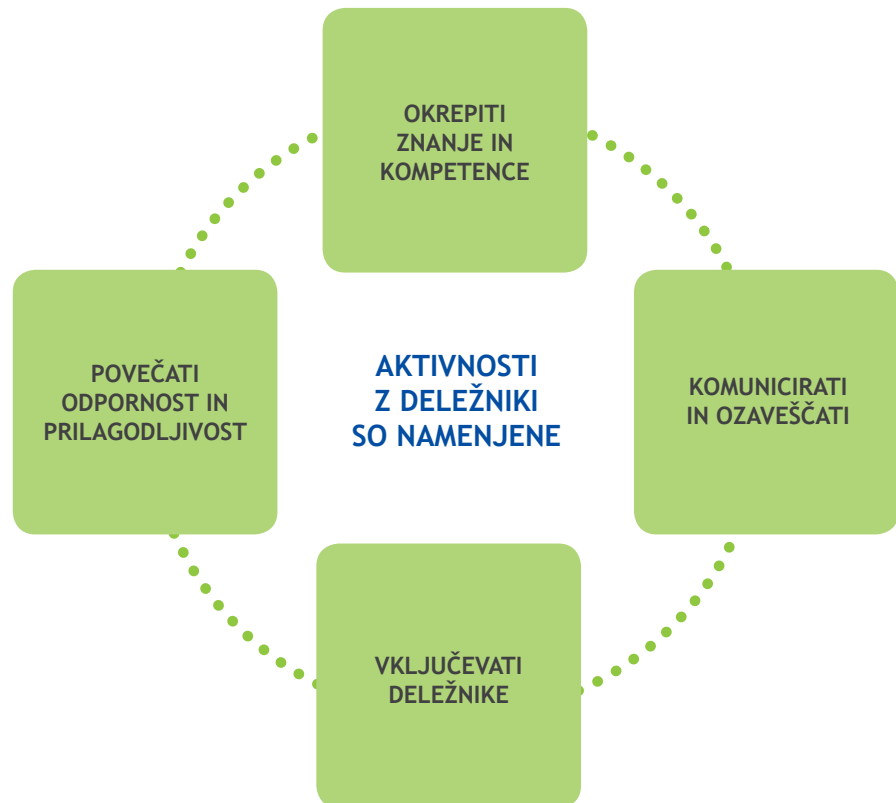 OKREPITI
ZNANJE IN
KOMPETENCE
POVEČATI
ODPORNOST IN
PRILAGODLJIVOST
AKTIVNOSTI
Z DELEŽNIKI
SO NAMENJENE
KOMUNICIRATI
IN OZAVEŠČATI
VKLJUČEVATI
DELEŽNIKE